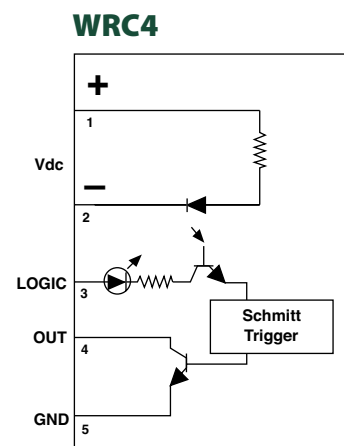 WRC4
+
1
Vdc
–
2
LOGIC
3
Schmitt
Trigger
OUT
4
GND
5